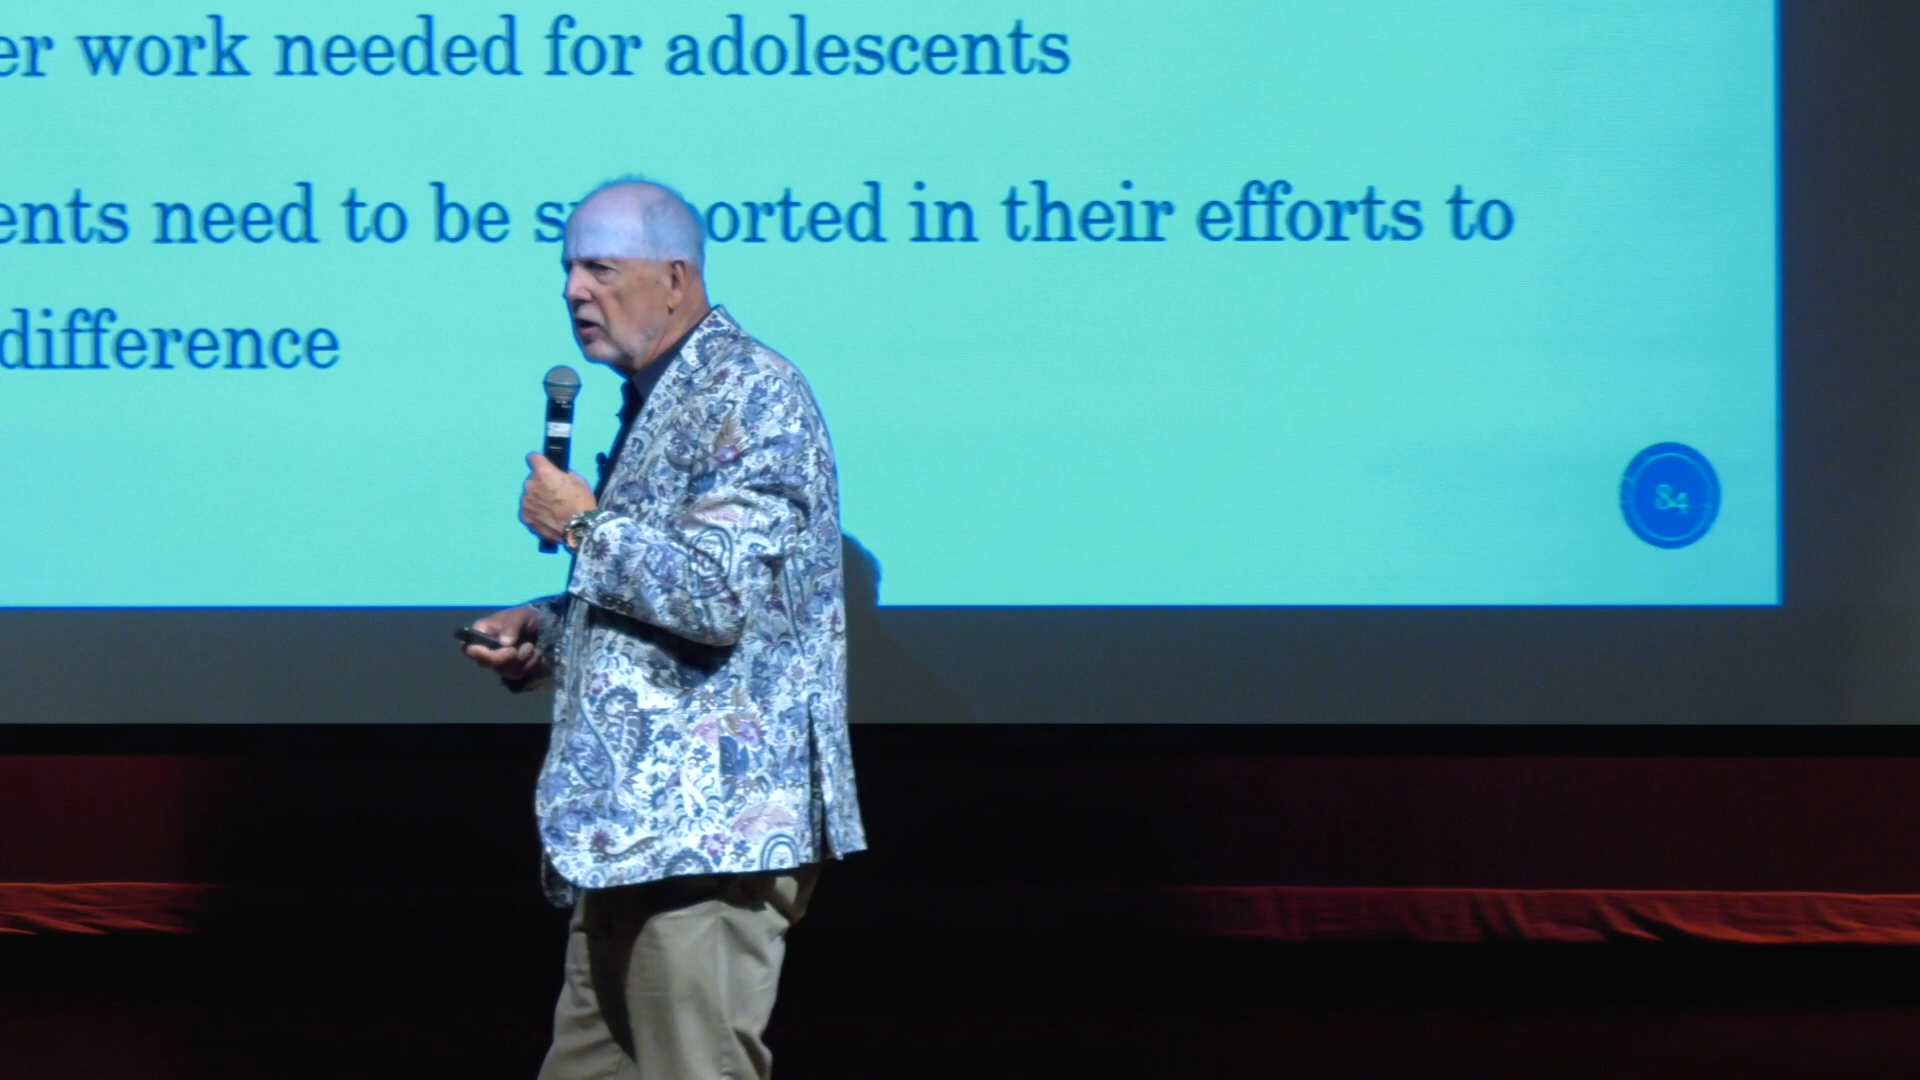 er work needed for adolescents
ents need to be s orted in their efforts to
difference
84